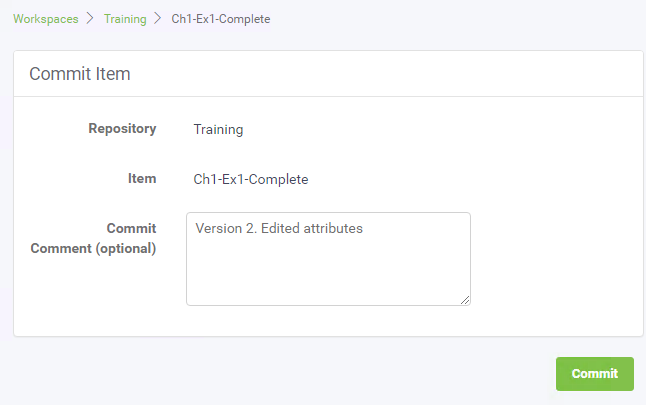 Workspaces > Training > Ch1-Ex1-Complete
Commit Item
Repository Training
Item Ch1-Ex1-Complete
Commit
Comment (optional)
Version 2. Edited attributes
Commit